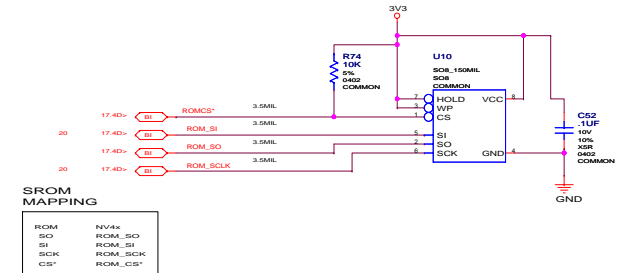 3V3
R74
10K
5%
0402
COMMON
U10
SO8_150MIL
SO8
COMMON
7 HOLD VCC 8
3 WP
1 CS
5 SI
2 SO
6 SCK GND 4
C52
.1UF
10V
10%
X5R
0402
COMMON
GND
17.4D> BI ROMCS* 3.5MIL
20 17.4D> BI ROM_SI 3.5MIL
17.4D> BI ROM_SO 3.5MIL
20 17.4D> BI ROM_SCLK 3.5MIL
SROM
MAPPING
ROM NV4x
SO ROM_SO
SI ROM_SI
SCK ROM_SCK
CS* ROM_CS*